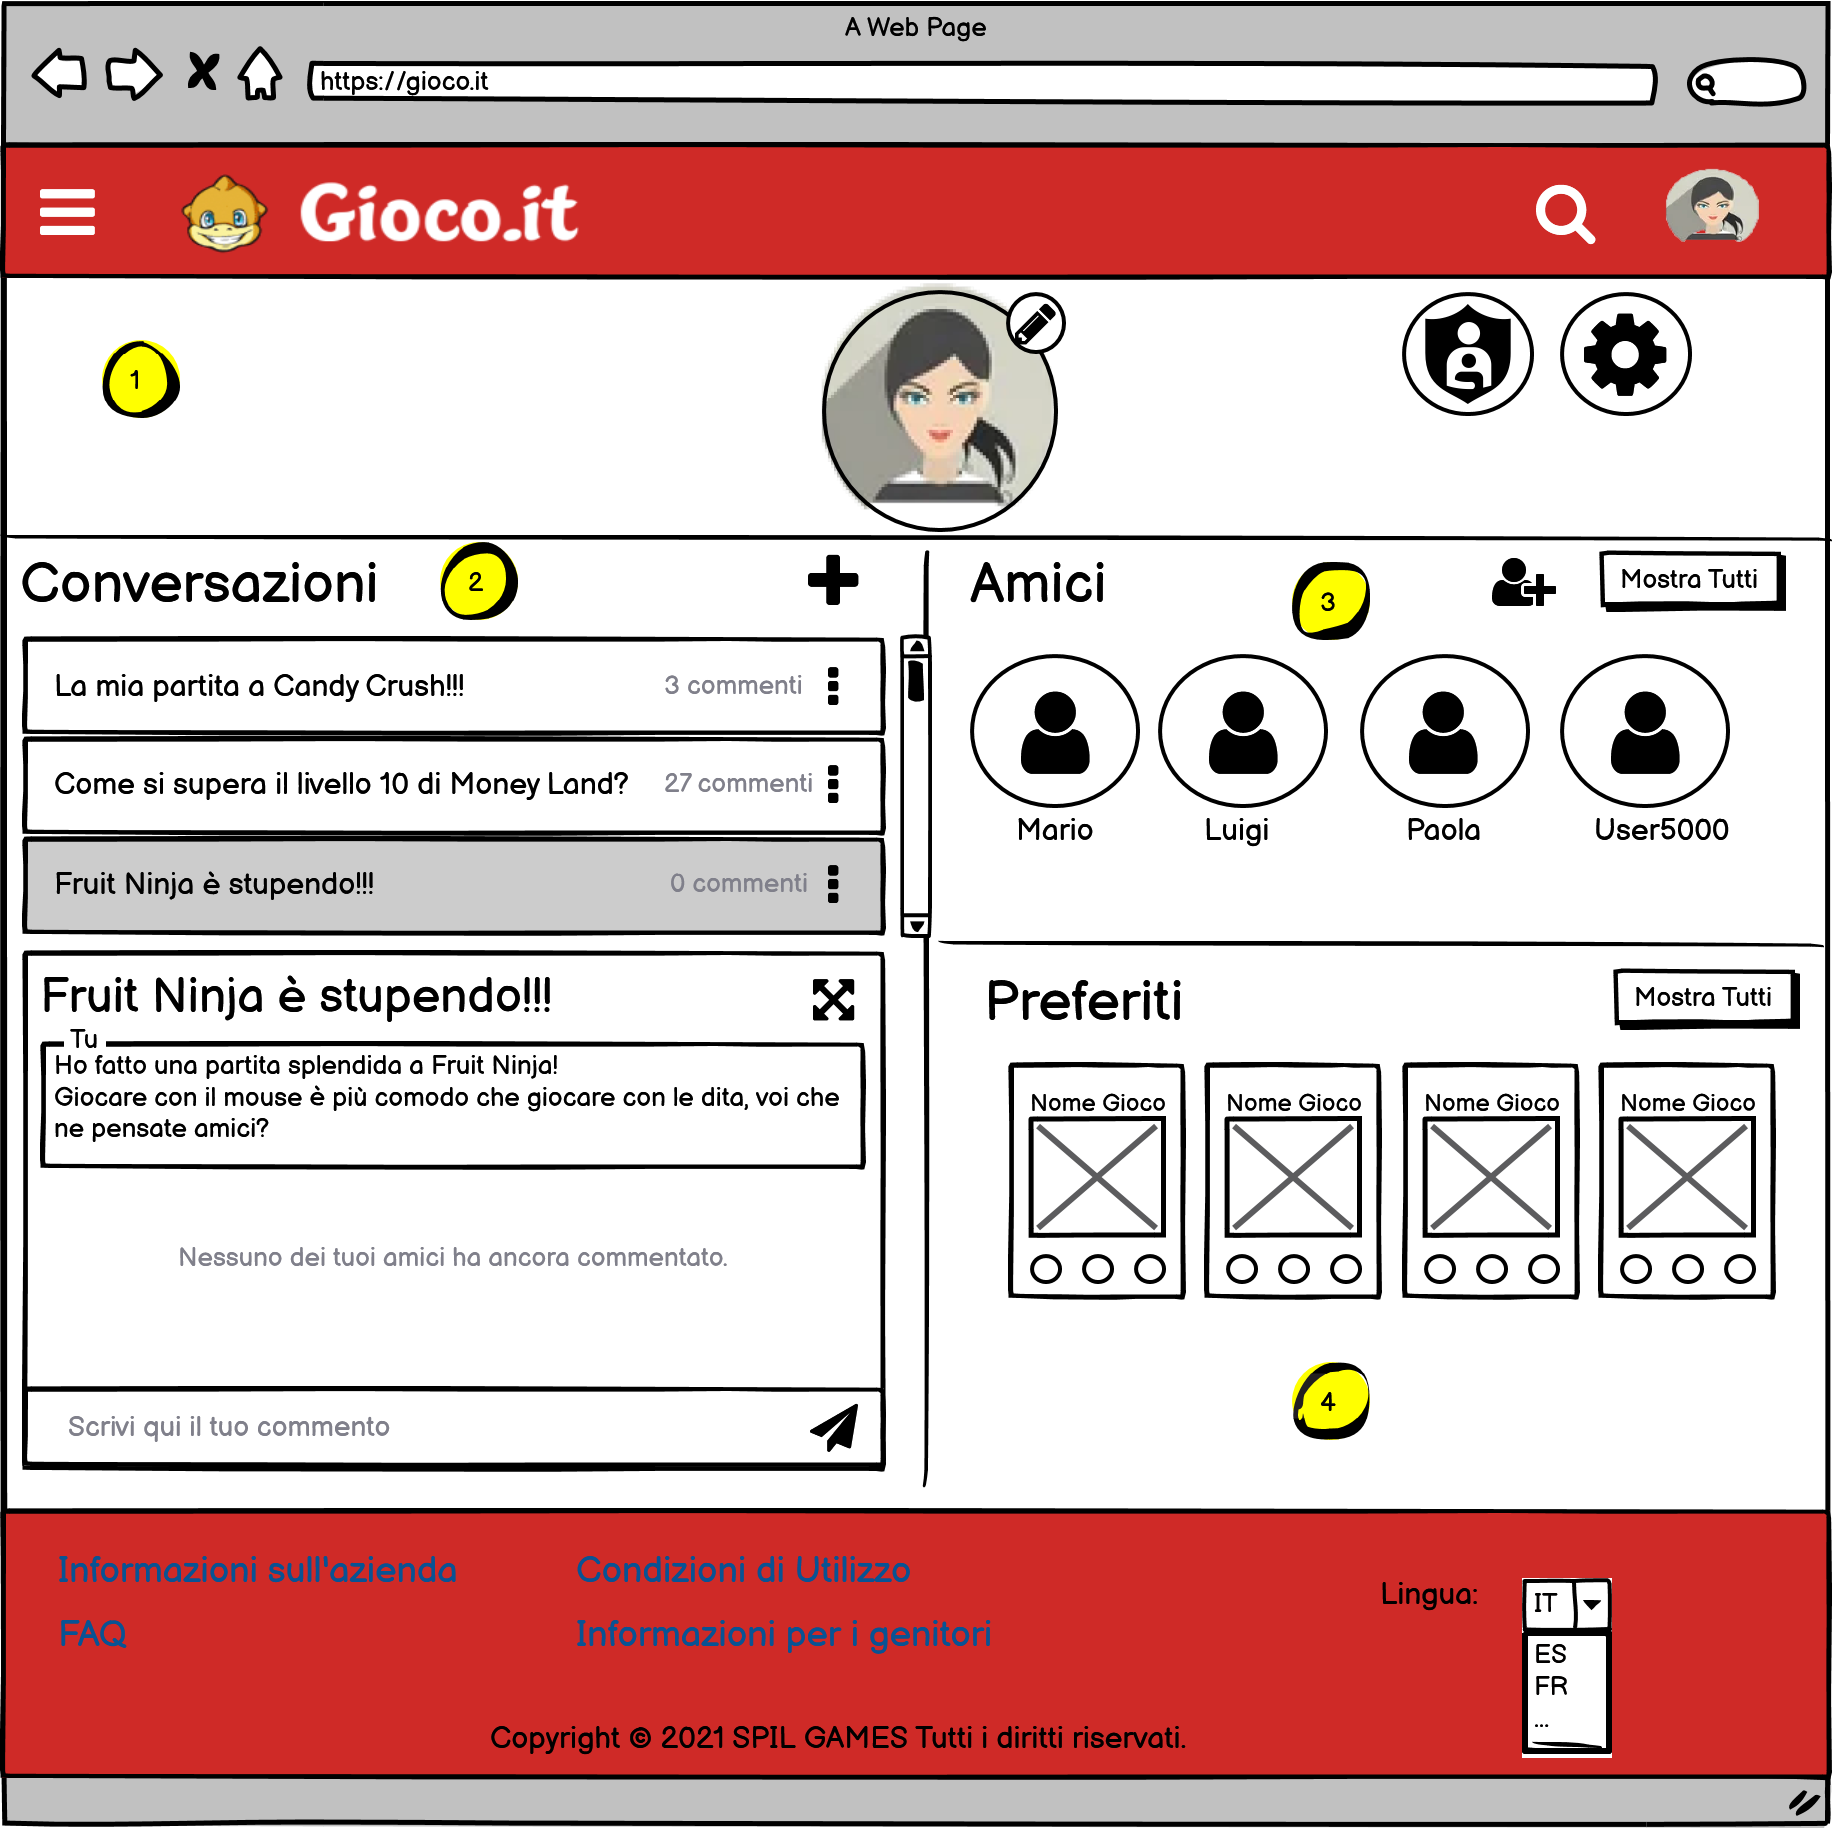 A Web Page
https://gioco.it
Gioco.it
1
Conversazioni
2
La mia partita a Candy Crush!!!
3 commenti
Come si supera il livello 10 di Money Land?
27 commenti
Fruit Ninja è stupendo!!!
0 commenti
Fruit Ninja è stupendo!!!
Tu
Ho fatto una partita splendida a Fruit Ninja!
Giocare con il mouse è più comodo che giocare con le dita, voi che
ne pensate amici?
Nessuno dei tuoi amici ha ancora commentato.
Scrivi qui il tuo commento
Amici
3
Mostra Tutti
Mario
Luigi
Paola
User5000
Preferiti
Mostra Tutti
Nome Gioco
Nome Gioco
Nome Gioco
Nome Gioco
4
Informazioni sull'azienda
Condizioni di Utilizzo
FAQ
Informazioni per i genitori
Lingua:
IT
ES
FR
...
Copyright © 2021 SPIL GAMES Tutti i diritti riservati.